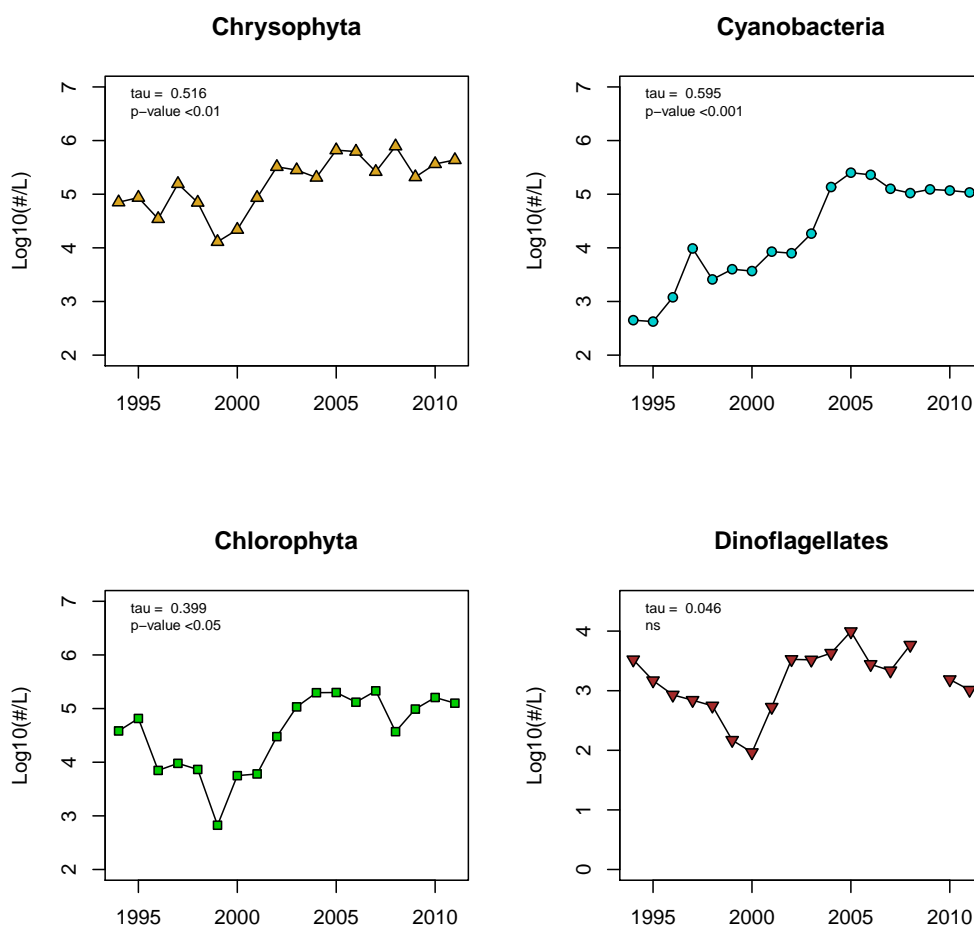 Chrysophyta
tau = 0.516
p−value <0.01
Log10(#/L)
7
6
5
4
3
2
1995 2000 2005 2010
Cyanobacteria
tau = 0.595
p−value <0.001
Log10(#/L)
7
6
5
4
3
2
1995 2000 2005 2010
Chlorophyta
tau = 0.399
p−value <0.05
Log10(#/L)
7
6
5
4
3
2
1995 2000 2005 2010
Dinoflagellates
tau = 0.046
ns
Log10(#/L)
4
3
2
1
0
1995 2000 2005 2010